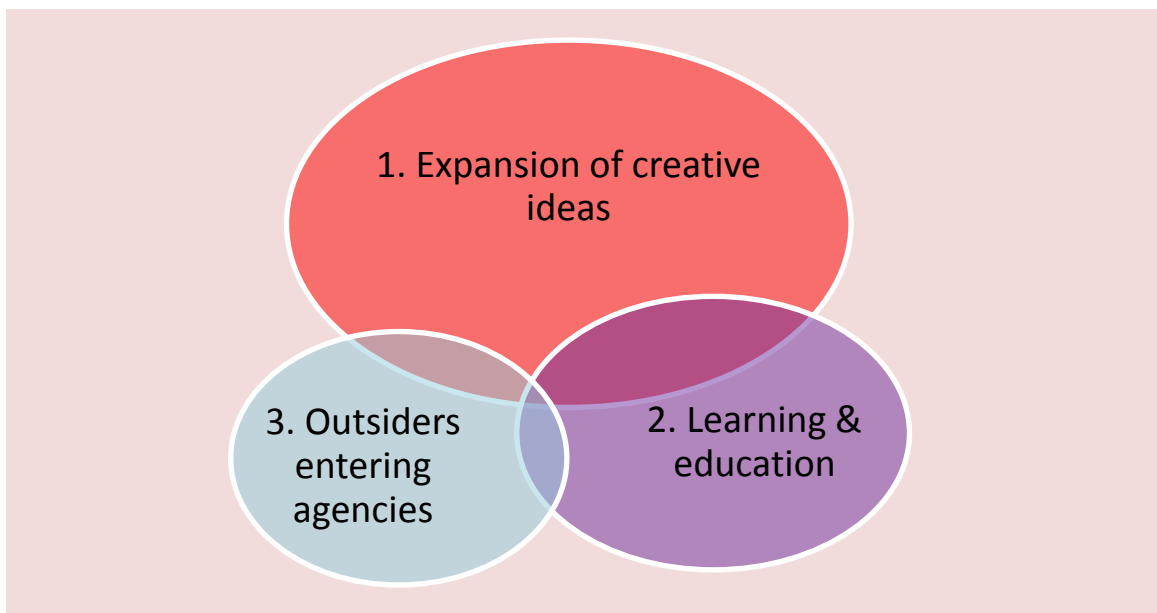 1. Expansion of creative
ideas
2. Learning &
education
3. Outsiders
entering
agencies